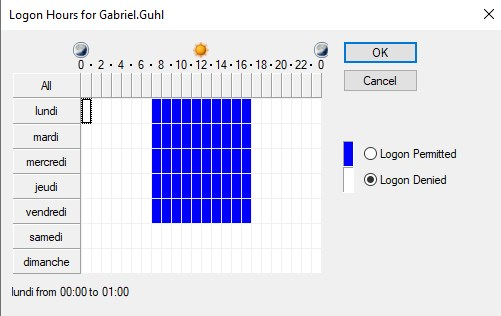 Logon Hours for Gabriel.Guhl
0 · 2 · 4 · 6 · 8 · 10 · 12 · 14 · 16 · 18 · 20 · 22 · 0
OK
Cancel
All
lundi
mardi
mercredi
jeudi
vendredi
samedi
dimanche
Logon Permitted
Logon Denied
lundi from 00:00 to 01:00